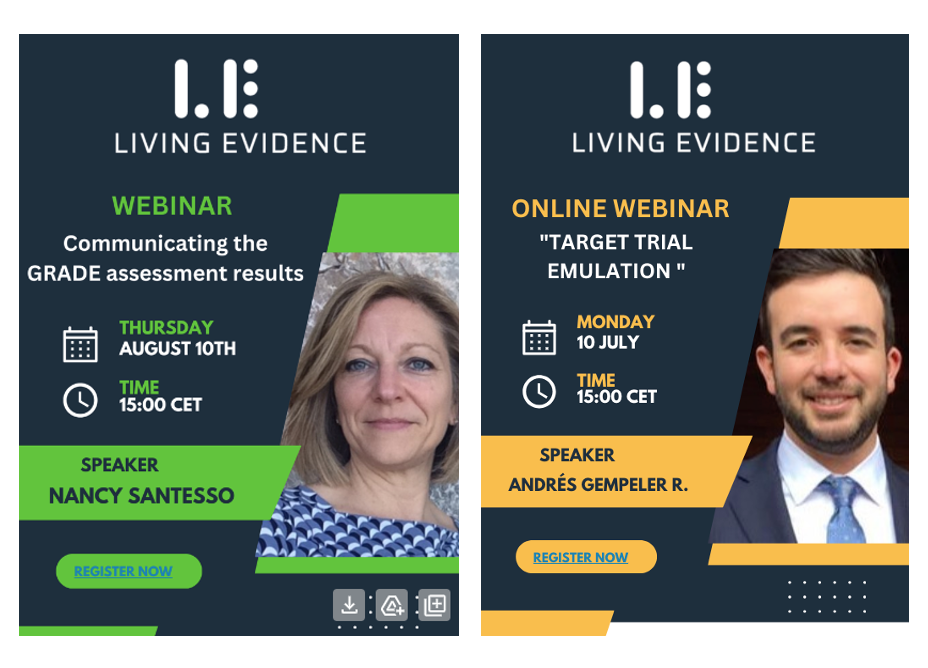 LIVING EVIDENCE
WEBINAR
Communicating the
GRADE assessment results
THURSDAY
AUGUST 10TH
TIME
15:00 CET
SPEAKER
NANCY SANTESSO
REGISTER NOW
LIVING EVIDENCE
ONLINE WEBINAR
"TARGET TRIAL
EMULATION "
MONDAY
10 JULY
TIME
15:00 CET
SPEAKER
ANDRÉS GEMPELER R.
REGISTER NOW